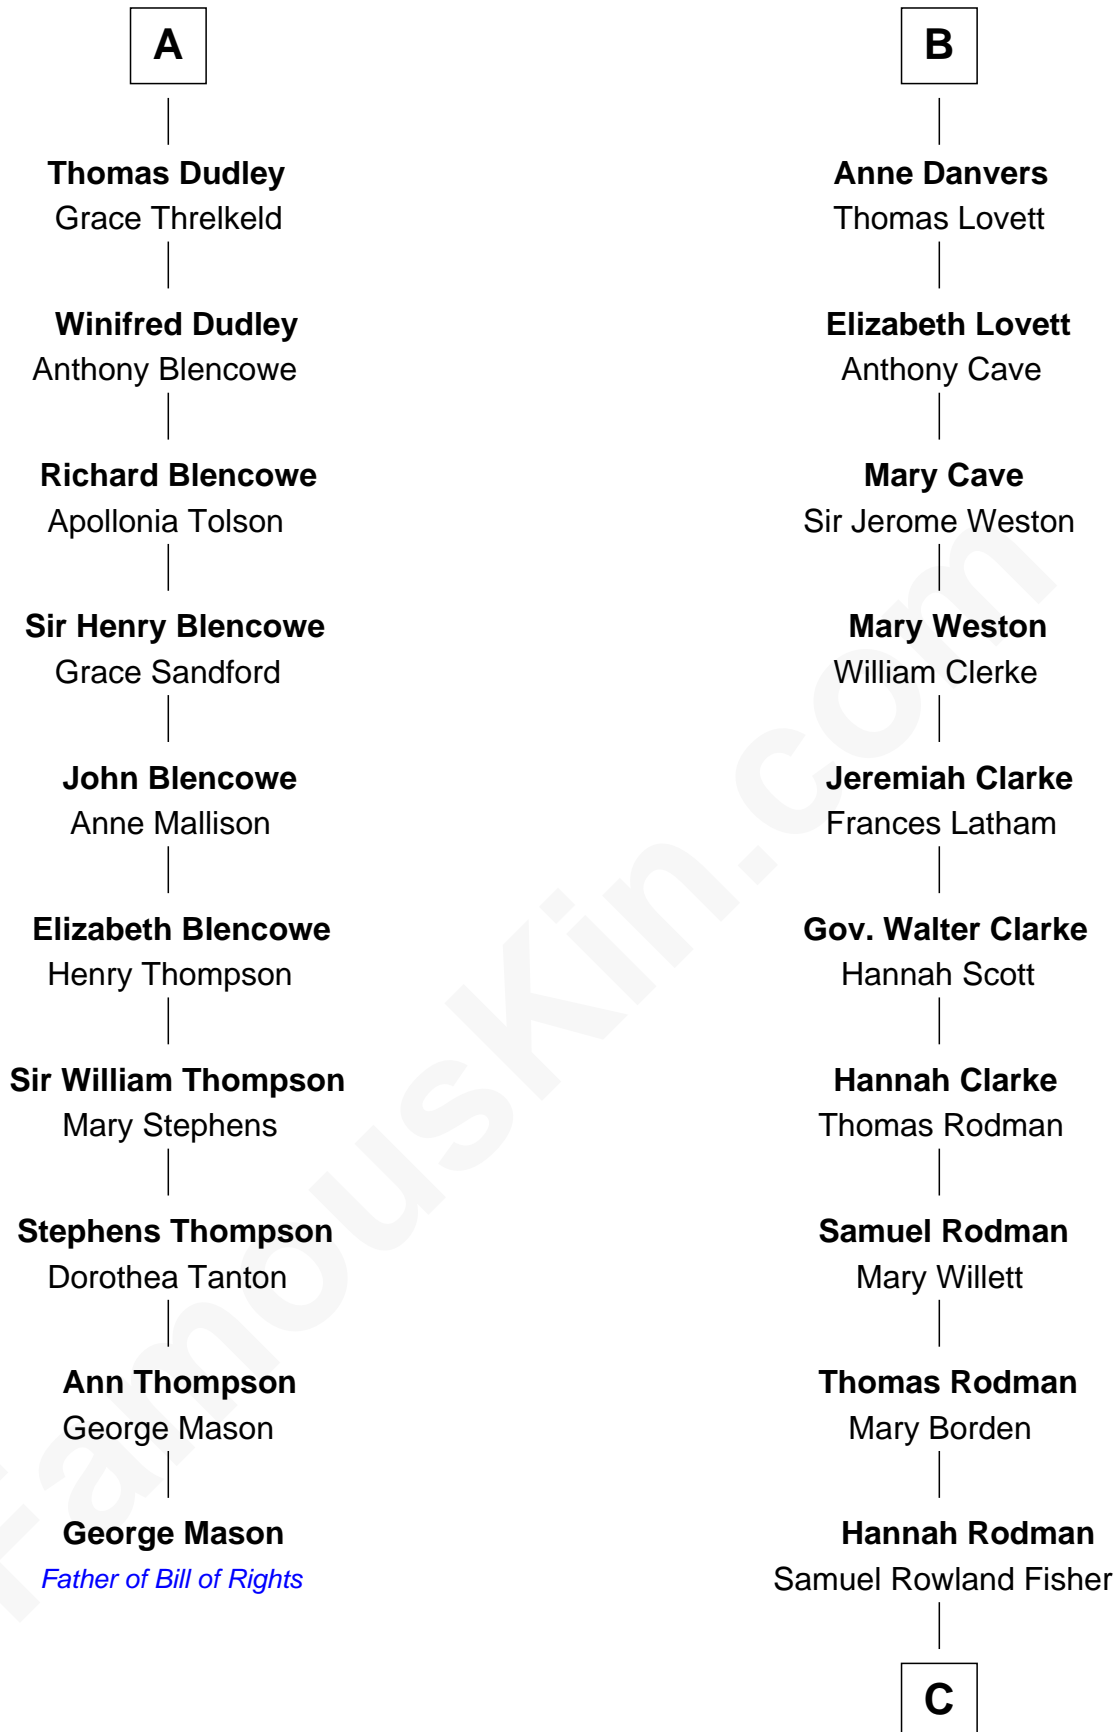 A
Thomas Dudley
Grace Threlkeld
Winifred Dudley
Anthony Blencowe
Richard Blencowe
Apollonia Tolson
Sir Henry Blencowe
Grace Sandford
John Blencowe
Anne Mallison
Elizabeth Blencowe
Henry Thompson
Sir William Thompson
Mary Stephens
Stephens Thompson
Dorothea Tanton
Ann Thompson
George Mason
George Mason
Father of Bill of Rights
B
Anne Danvers
Thomas Lovett
Elizabeth Lovett
Anthony Cave
Mary Cave
Sir Jerome Weston
Mary Weston
William Clerke
Jeremiah Clarke
Frances Latham
Gov. Walter Clarke
Hannah Scott
Hannah Clarke
Thomas Rodman
Samuel Rodman
Mary Willett
Thomas Rodman
Mary Borden
Hannah Rodman
Samuel Rowland Fisher
C
FamousKin.com